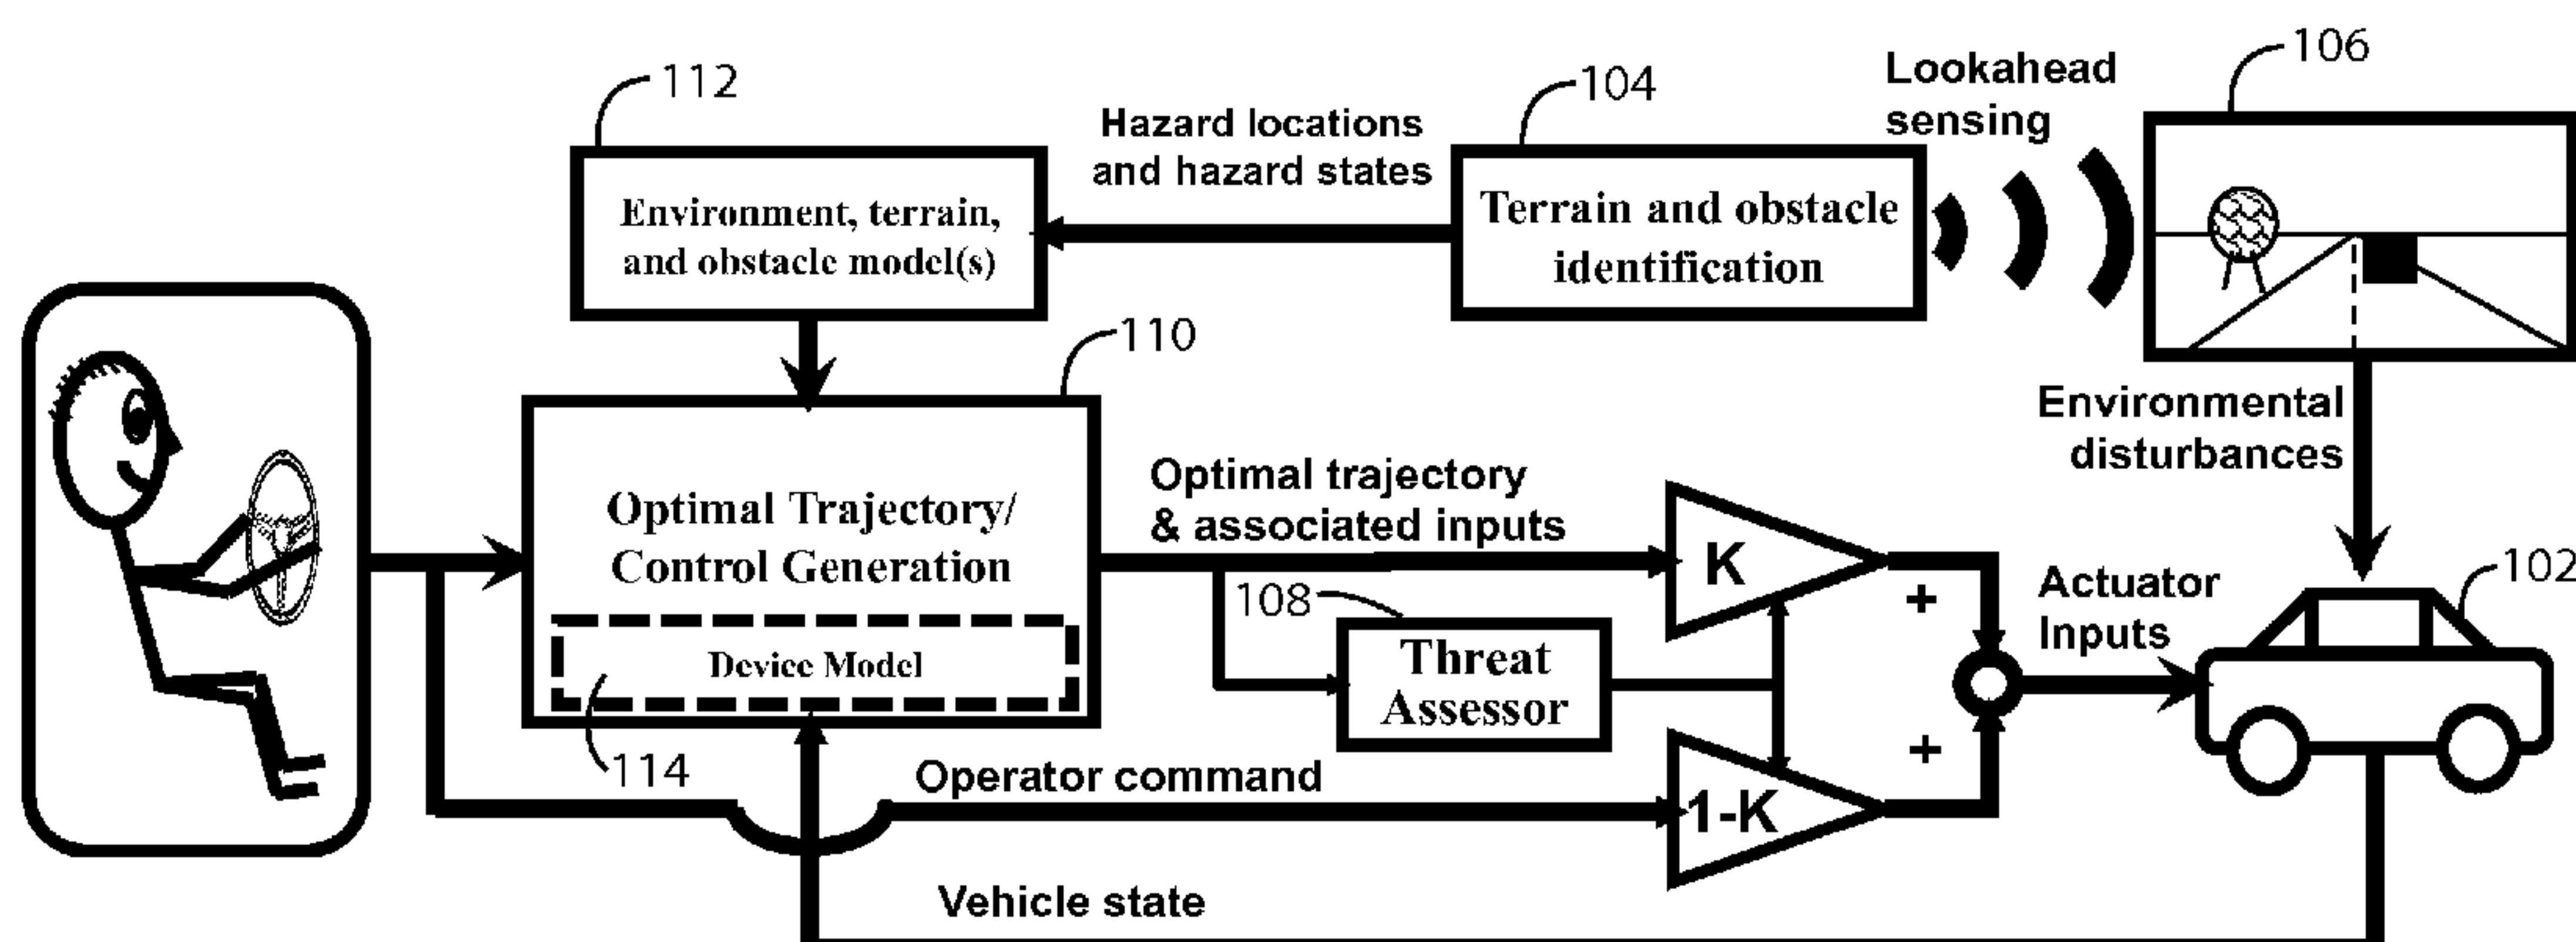 112
104
Lookahead
sensing
106
Hazard locations
and hazard states
Environment, terrain,
and obstacle model(s)
Terrain and obstacle
identification
110
Environmental
disturbances
Optimal Trajectory/
Control Generation
Device Model
114
Optimal trajectory
& associated inputs
K
108
Threat
Assessor
+
+
1-K
Actuator
Inputs
102
Operator command
Vehicle state